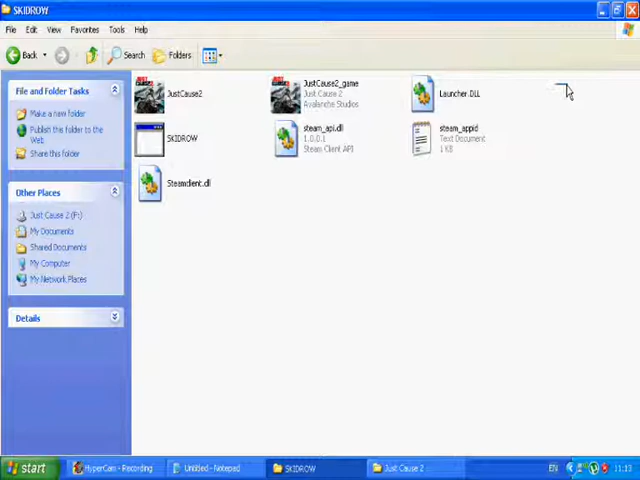 SKIDROW
File Edit View Favorites Tools Help
Back Search Folders
File and Folder Tasks
Make a new folder
Publish this folder to the
Web
Share this folder
Other Places
Just Cause 2 (F:)
My Documents
Shared Documents
My Computer
My Network Places
Details
JustCause2
JustCause2_game
Just Cause 2
Avalanche Studios
Launcher.DLL
SKIDROW
steam_api.dll
1.0.0.1
Steam Client API
steam_appid
Text Document
1 KB
Steamclient.dll
start
HyperCam - Recording
Untitled - Notepad
SKIDROW
Just Cause 2
EN
11:13